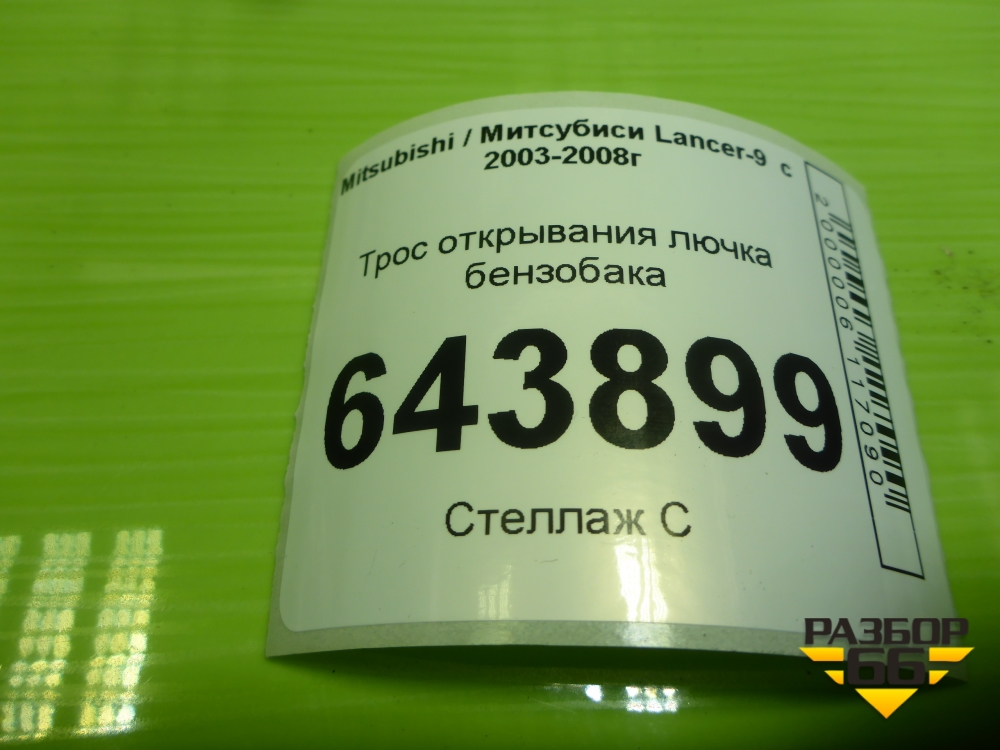 Mitsubishi / Митсубиси Lancer-9 с
2003-2008г
Трос открывания лючка
бензобака
643899
Стеллаж С
2000006117090
РАЗБОР
66